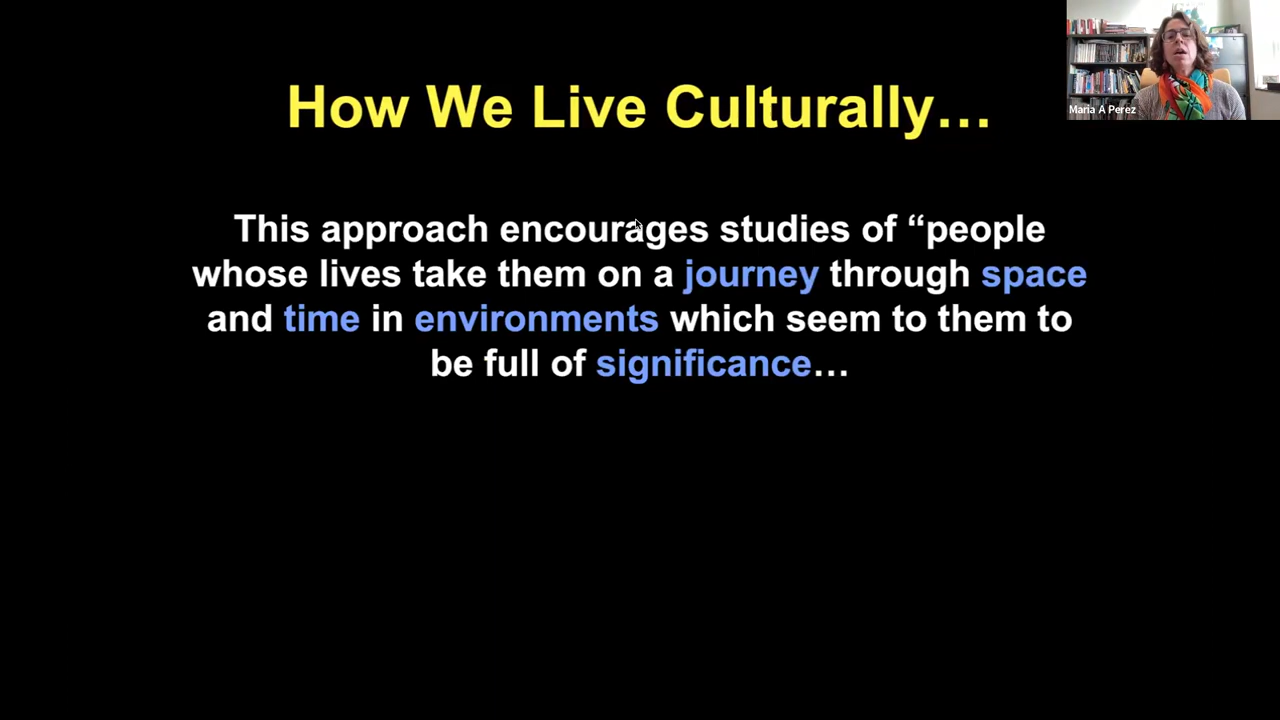 How We Live Culturally…
This approach encourages studies of “people
whose lives take them on a journey through space
and time in environments which seem to them to
be full of significance…
Maria A Perez